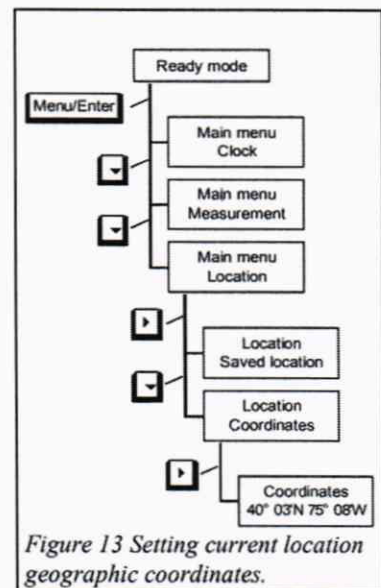 Ready mode
Menu/Enter
Main menu
Clock
Main menu
Measurement
Main menu
Location
Location
Saved location
Location
Coordinates
Coordinates
40° 03'N 75° 08'W
Figure 13 Setting current location
geographic coordinates.